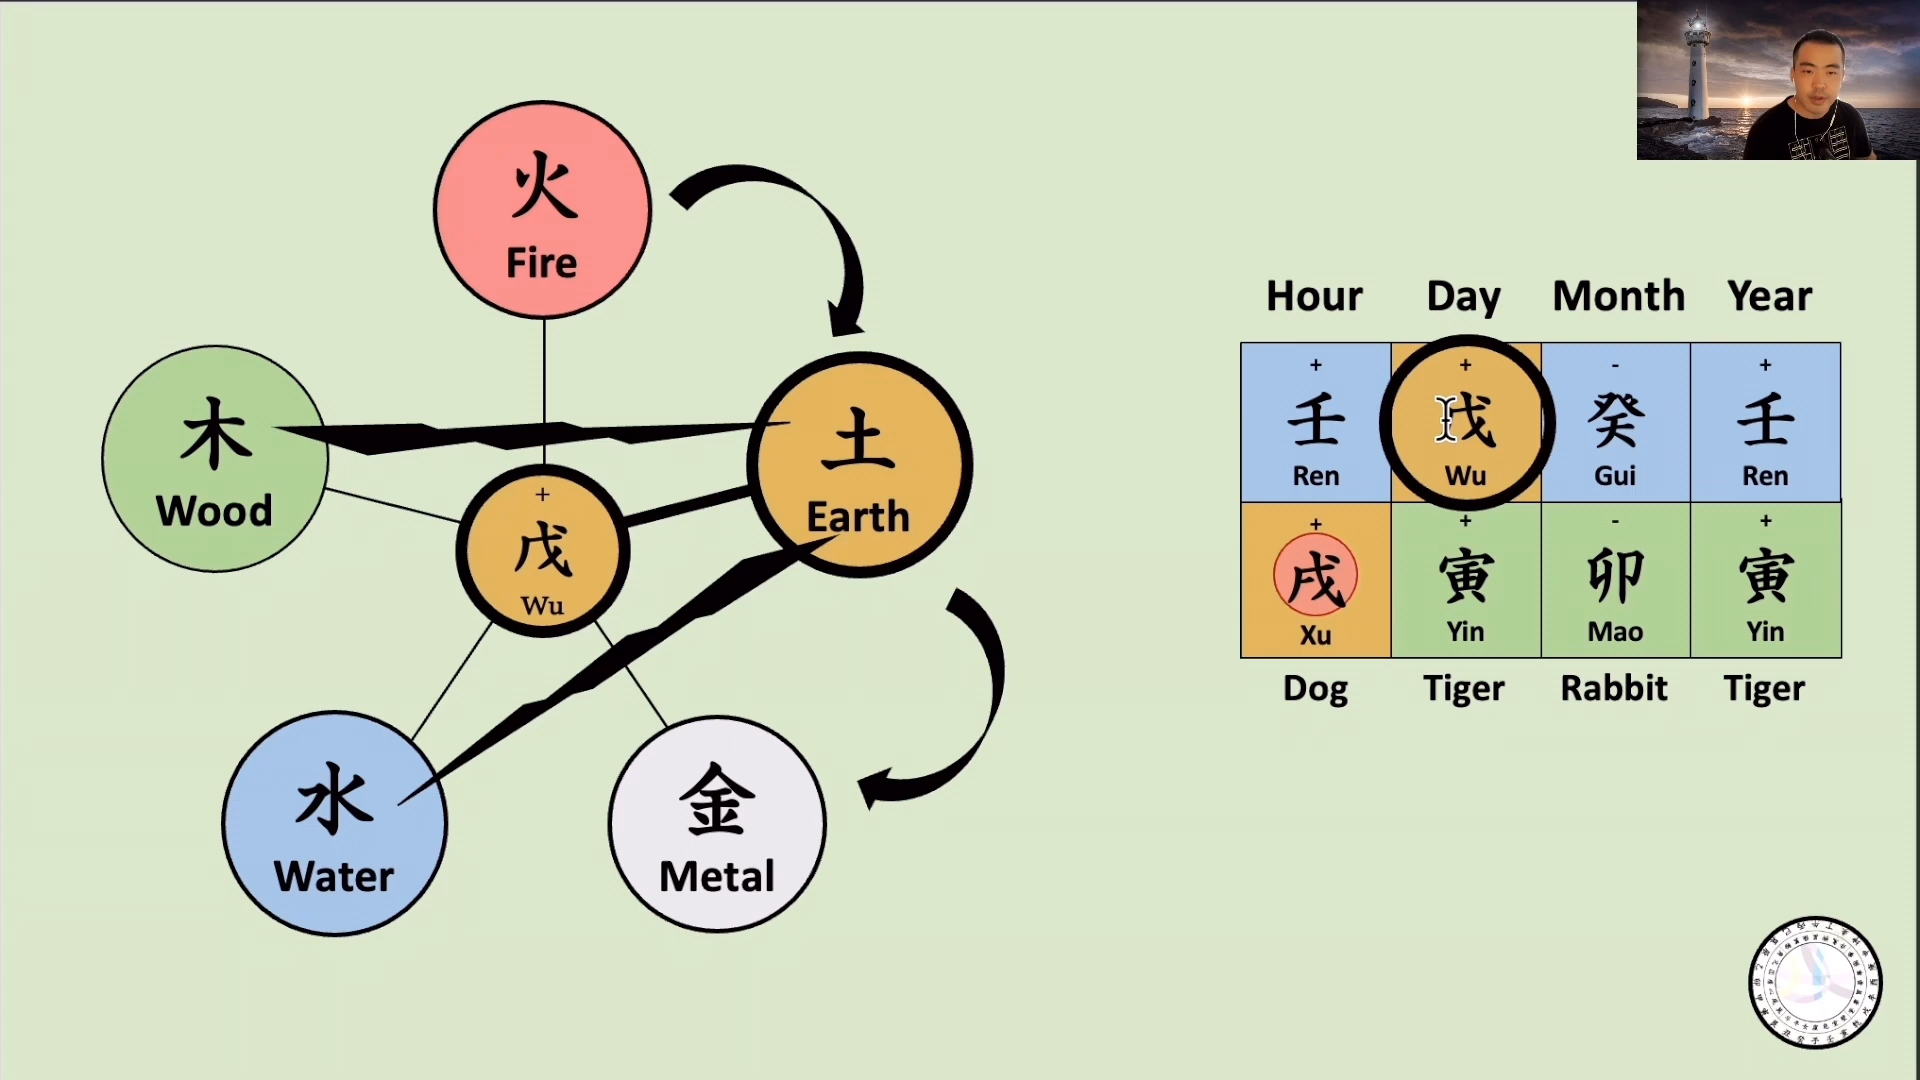 火
Fire
木
Wood
土
Earth
+
戊
Wu
水
Water
金
Metal
Hour Day Month Year
+ + - +
壬 戊 癸 壬
Ren Wu Gui Ren
+ + - +
戌 寅 卯 寅
Xu Yin Mao Yin
Dog Tiger Rabbit Tiger